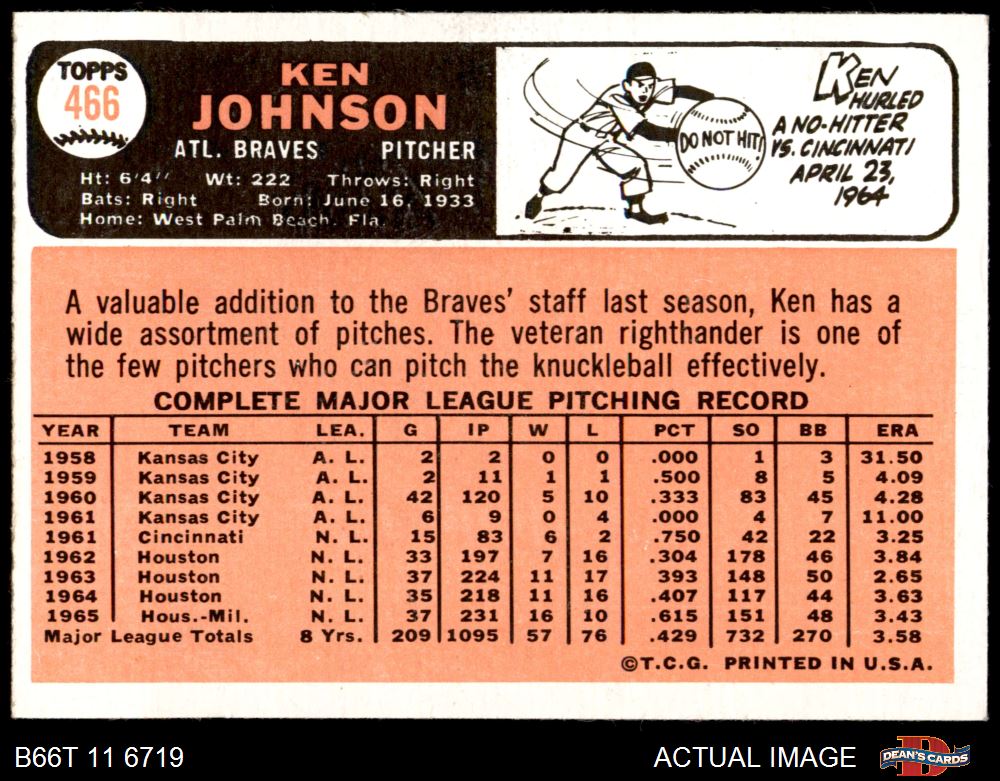 TOPPS
466
KEN
JOHNSON
ATL. BRAVES PITCHER
Ht: 6'4" Wt: 222 Throws: Right
Bats: Right Born: June 16, 1933
Home: West Palm Beach, Fla.
DO NOT HIT!
KEN
HURLED
A NO-HITTER
VS. CINCINNATI
APRIL 23,
1964
A valuable addition to the Braves' staff last season, Ken has a
wide assortment of pitches. The veteran righthander is one of
the few pitchers who can pitch the knuckleball effectively.
COMPLETE MAJOR LEAGUE PITCHING RECORD
YEAR TEAM LEA. G IP W L PCT SO BB ERA
1958 Kansas City A. L. 2 2 0 0 .000 1 3 31.50
1959 Kansas City A. L. 2 11 1 1 .500 8 5 4.09
1960 Kansas City A. L. 42 120 5 10 .333 83 45 4.28
1961 Kansas City A. L. 6 9 0 4 .000 4 7 11.00
1961 Cincinnati N. L. 15 83 6 2 .750 42 22 3.25
1962 Houston N. L. 33 197 7 16 .304 178 46 3.84
1963 Houston N. L. 37 224 11 17 393 148 50 2.65
1964 Houston N. L. 35 218 11 16 .407 117 44 3.63
1965 Hous.-Mil. N. L. 37 231 16 10 .615 151 48 3.43
Major League Totals 8 Yrs. 209 1095 57 76 .429 732 270 3.58
©T.C.G. PRINTED IN U.S.A.
B66T 11 6719 ACTUAL IMAGE
DEAN'S CARDS